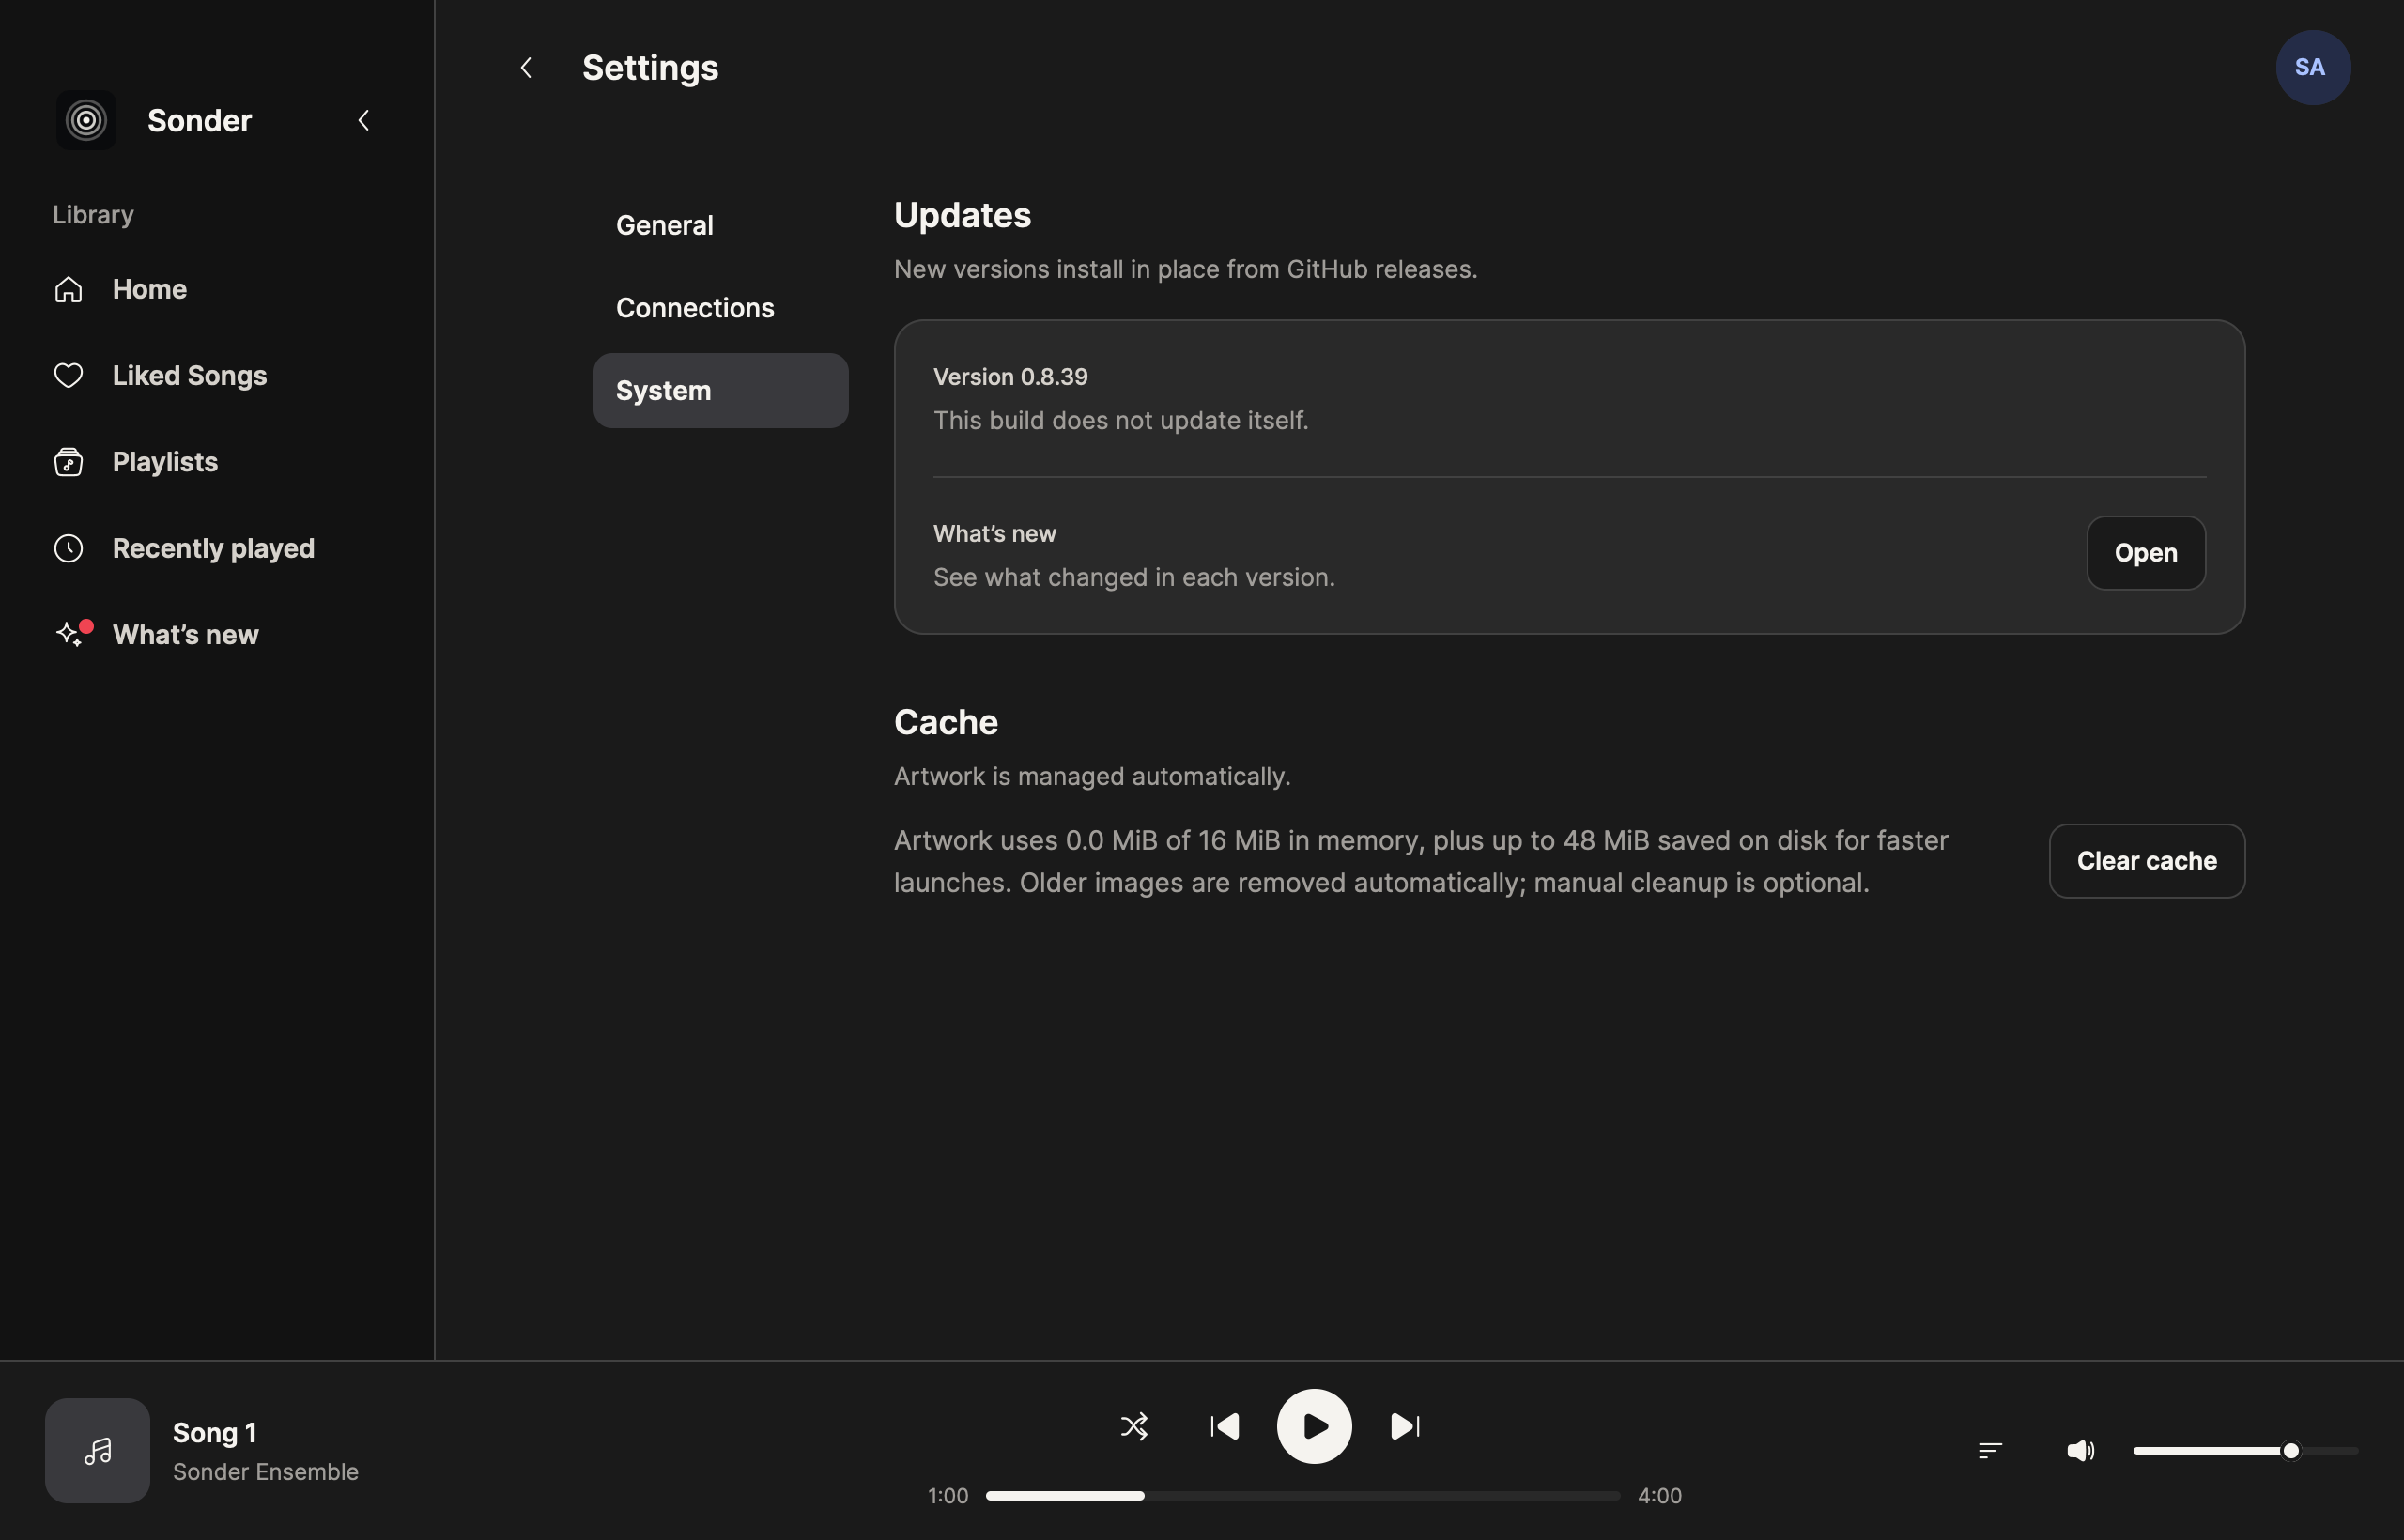 Settings
SA
Sonder
Library
Home
Liked Songs
Playlists
Recently played
What’s new
General
Connections
System
Updates
New versions install in place from GitHub releases.
Version 0.8.39
This build does not update itself.
What’s new
See what changed in each version.
Open
Cache
Artwork is managed automatically.
Artwork uses 0.0 MiB of 16 MiB in memory, plus up to 48 MiB saved on disk for faster
launches. Older images are removed automatically; manual cleanup is optional.
Clear cache
Song 1
Sonder Ensemble
1:00
4:00